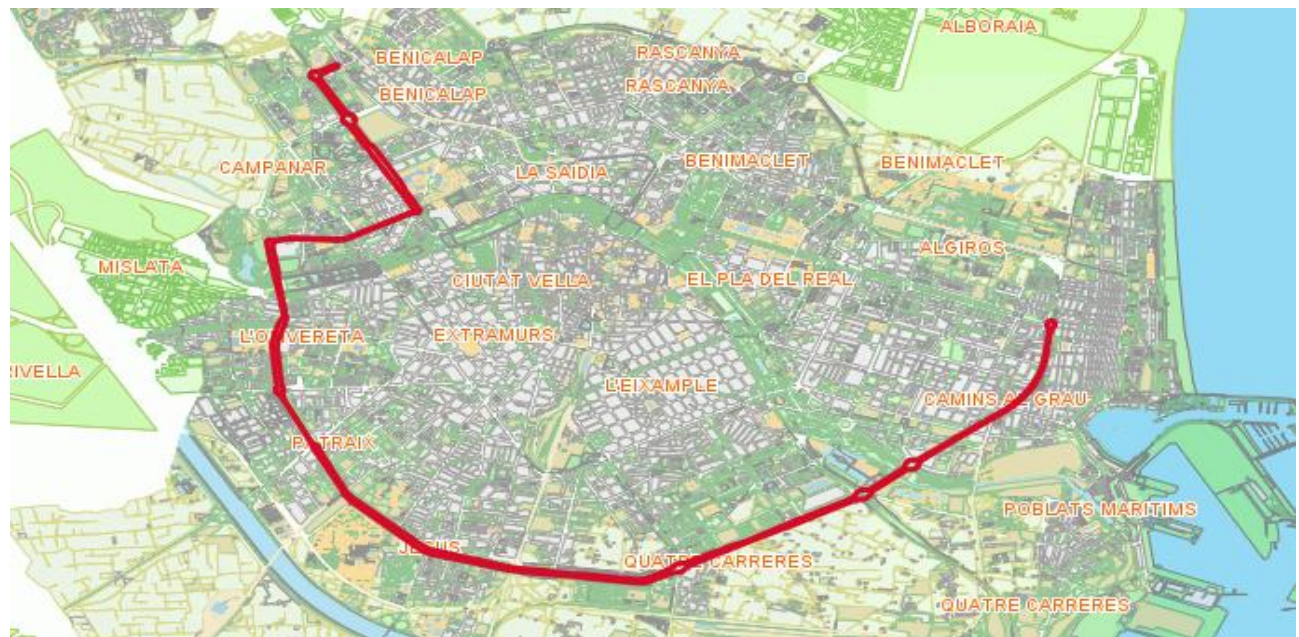 ALBORAIA
RASCANYA
BENICALAP
RASCANYA
BENICALAP
BENIMACLET
BENIMACLET
CAMPANAR
LA SAIDIA
ALGIROS
MISLATA
CIUTAT VELLA
EL PLA DEL REAL
L'OLIVERETA
EXTRAMURS
RIVELLA
L'EIXAMPLE
CAMINS AL GRAU
PATRAIX
POBLATS MARITIMS
JESUS
QUATRE CARRERES
QUATRE CARRERES